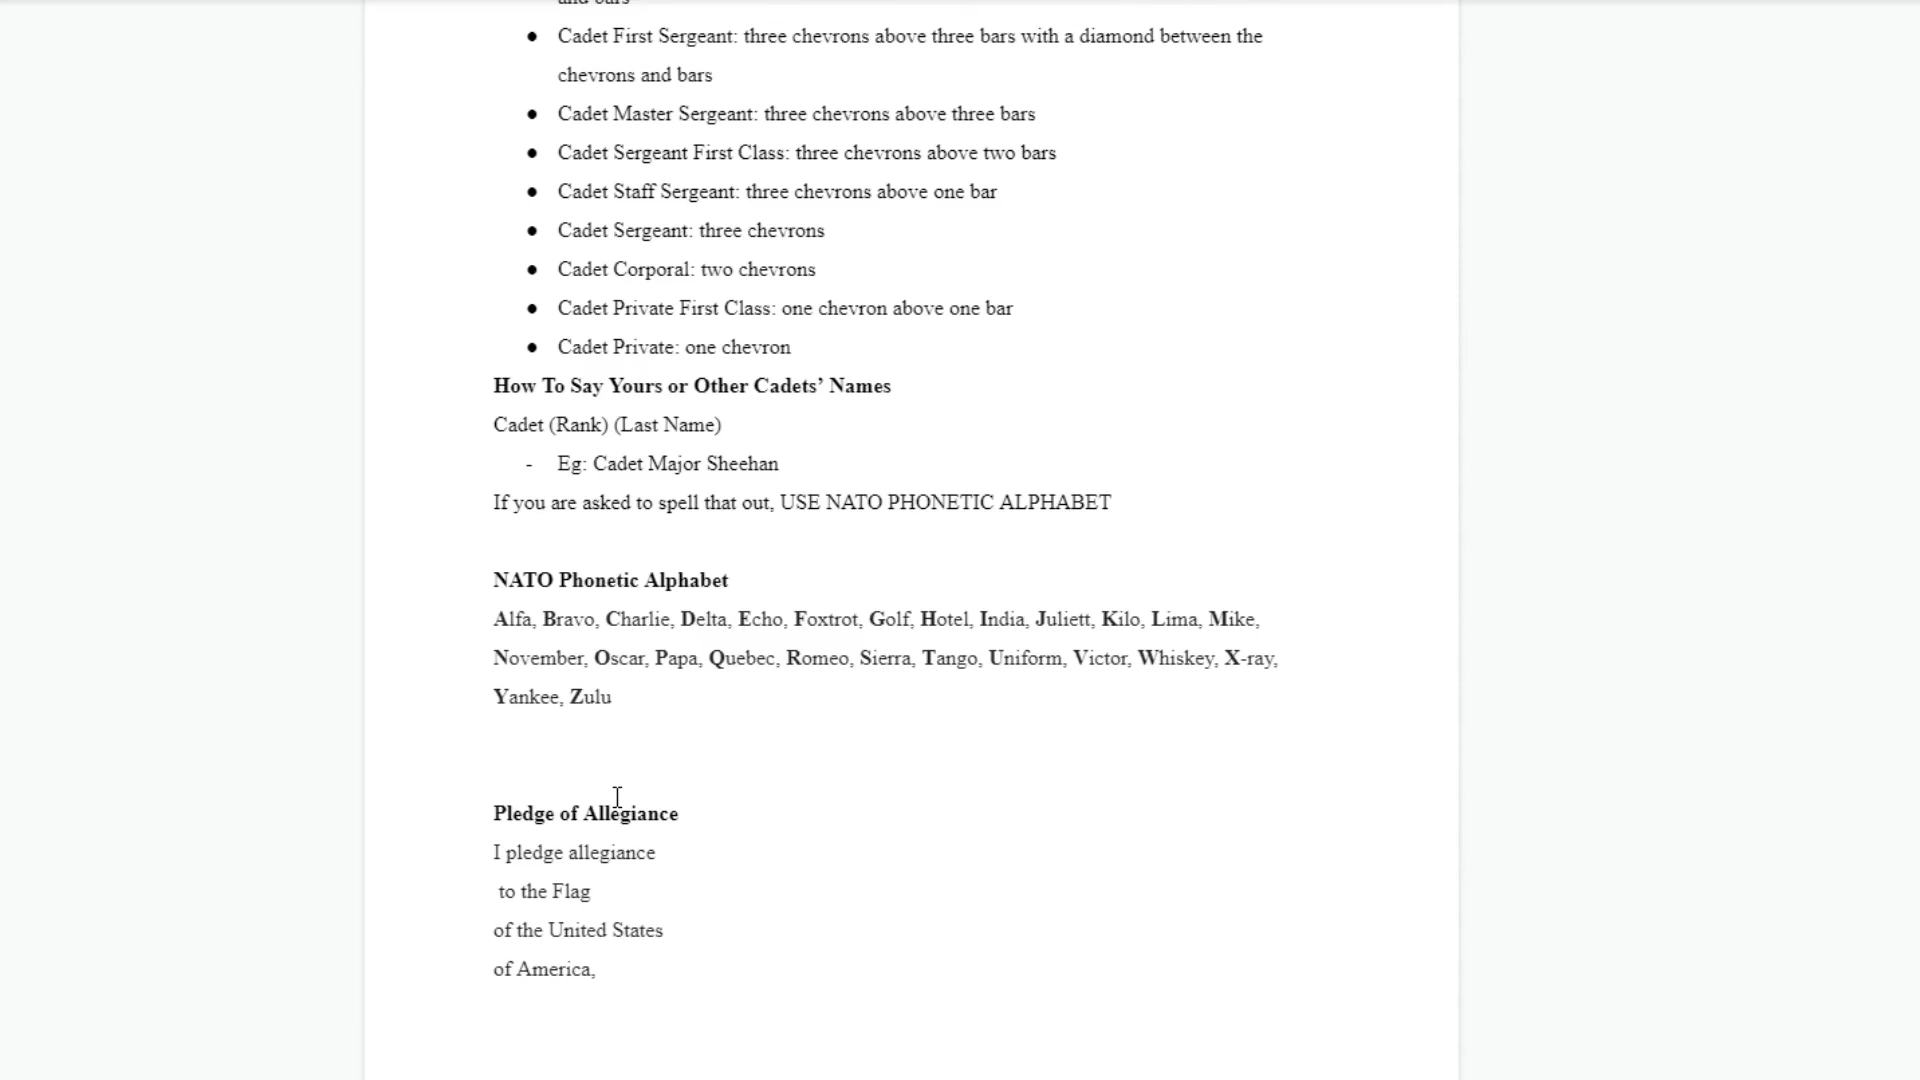 and bars
● Cadet First Sergeant: three chevrons above three bars with a diamond between the
chevrons and bars
● Cadet Master Sergeant: three chevrons above three bars
● Cadet Sergeant First Class: three chevrons above two bars
● Cadet Staff Sergeant: three chevrons above one bar
● Cadet Sergeant: three chevrons
● Cadet Corporal: two chevrons
● Cadet Private First Class: one chevron above one bar
● Cadet Private: one chevron
How To Say Yours or Other Cadets’ Names
Cadet (Rank) (Last Name)
- Eg: Cadet Major Sheehan
If you are asked to spell that out, USE NATO PHONETIC ALPHABET
NATO Phonetic Alphabet
Alfa, Bravo, Charlie, Delta, Echo, Foxtrot, Golf, Hotel, India, Juliett, Kilo, Lima, Mike,
November, Oscar, Papa, Quebec, Romeo, Sierra, Tango, Uniform, Victor, Whiskey, X-ray,
Yankee, Zulu
Pledge of Allegiance
I pledge allegiance
to the Flag
of the United States
of America,